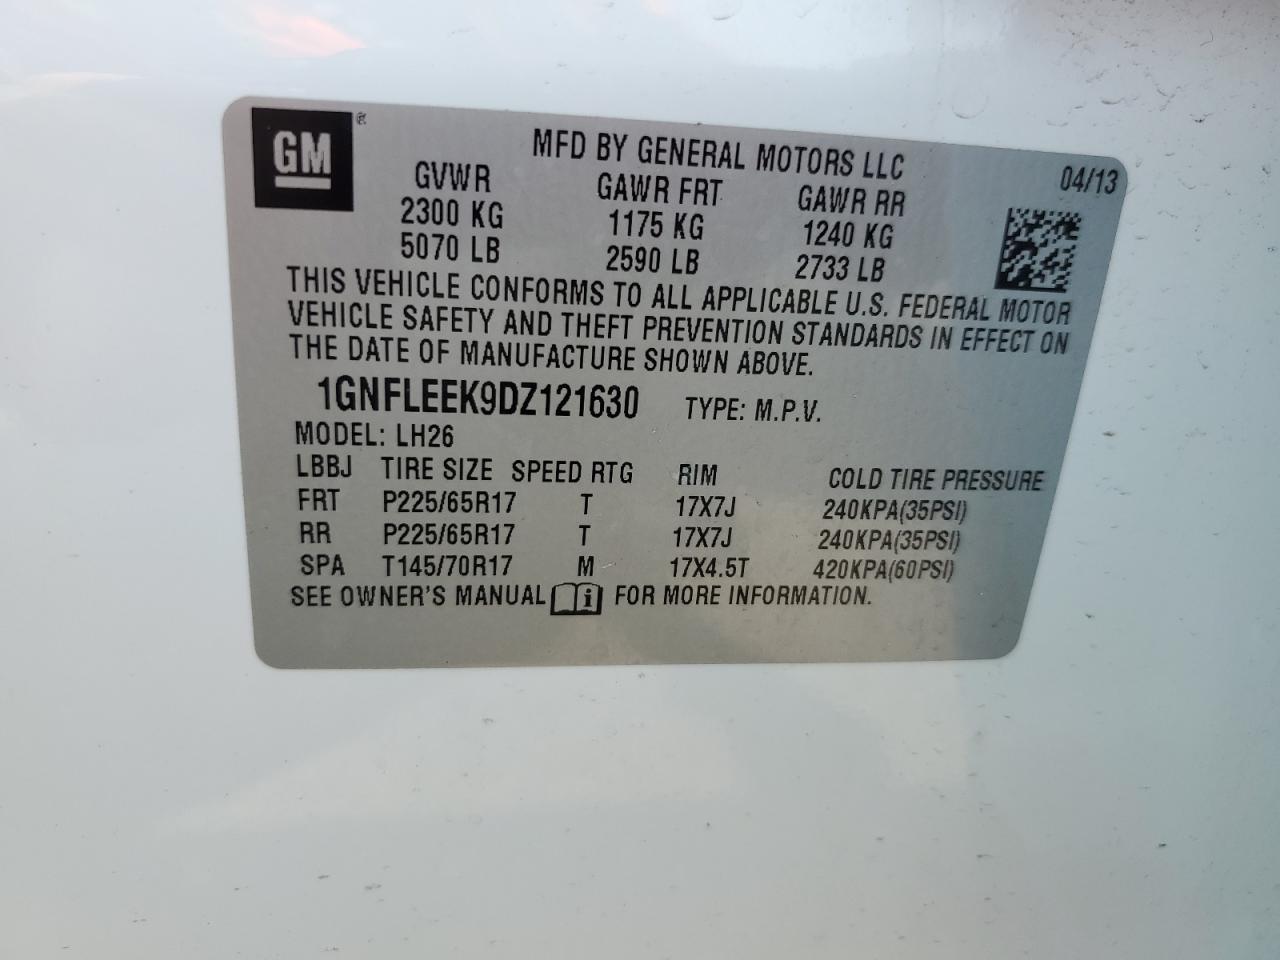 GM®
MFD BY GENERAL MOTORS LLC
04/13
GVWR GAWR FRT GAWR RR
2300 KG 1175 KG 1240 KG
5070 LB 2590 LB 2733 LB
THIS VEHICLE CONFORMS TO ALL APPLICABLE U.S. FEDERAL MOTOR
VEHICLE SAFETY AND THEFT PREVENTION STANDARDS IN EFFECT ON
THE DATE OF MANUFACTURE SHOWN ABOVE.
1GNFLEEK9DZ121630 TYPE: M.P.V.
MODEL: LH26
LBBJ TIRE SIZE SPEED RTG RIM COLD TIRE PRESSURE
FRT P225/65R17 T 17X7J 240KPA(35PSI)
RR P225/65R17 T 17X7J 240KPA(35PSI)
SPA T145/70R17 M 17X4.5T 420KPA(60PSI)
SEE OWNER'S MANUAL i FOR MORE INFORMATION.